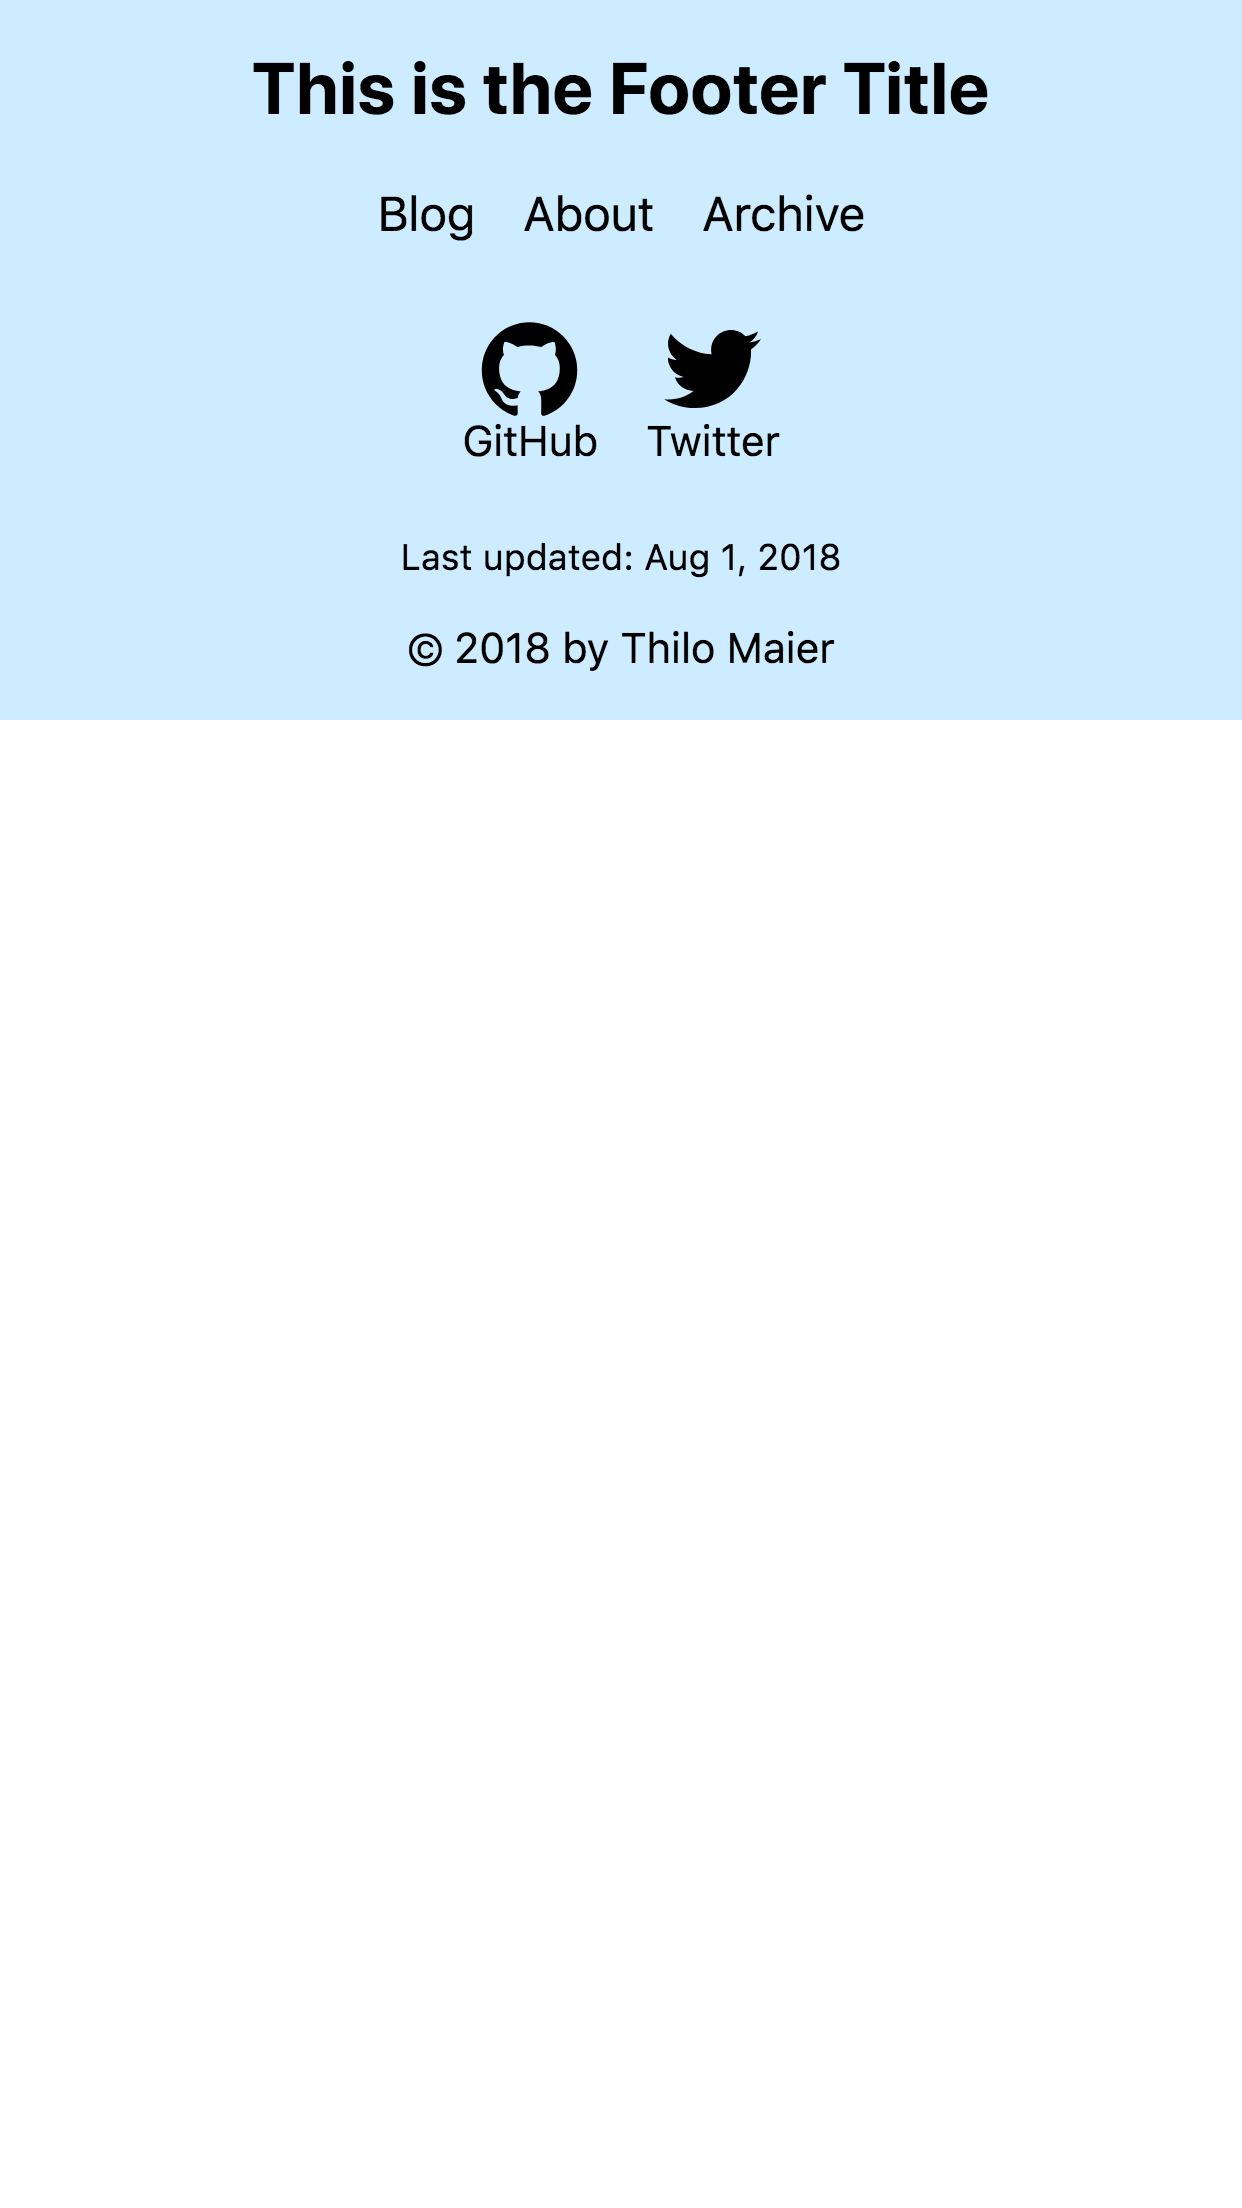 This is the Footer Title
Blog About Archive
GitHub Twitter
Last updated: Aug 1, 2018
© 2018 by Thilo Maier